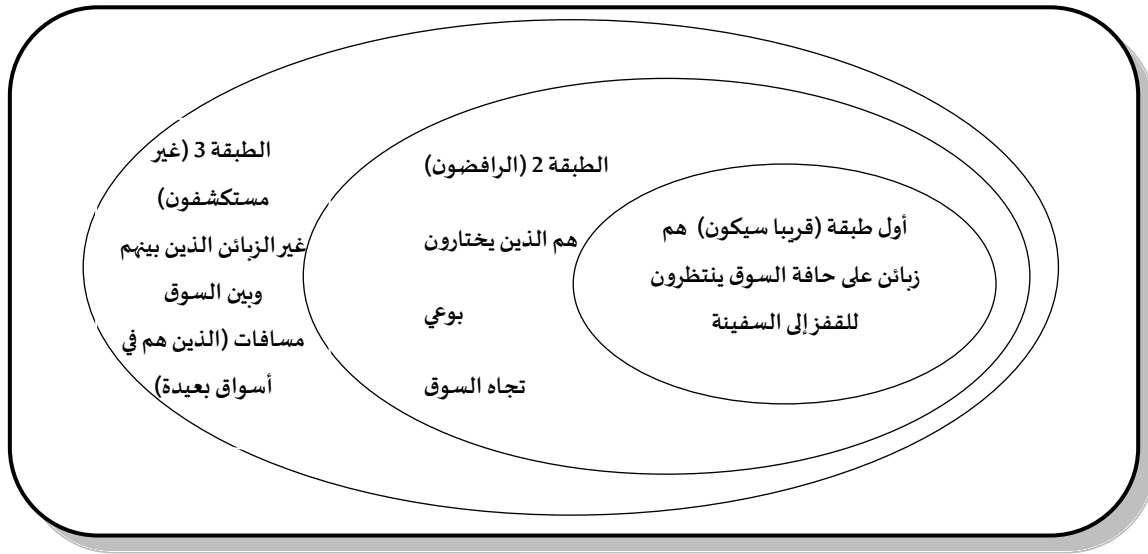 أول طبقة (قريبا سيكون) هم
زبائن على حافة السوق ينتظرون
للقفز إلى السفينة
الطبقة 2 (الرافضون)
هم الذين يختارون
بوعي
تجاه السوق
الطبقة 3 (غير
مستكشفون)
غير الزبائن الذين بينهم
وبين السوق
مسافات (الذين هم في
أسواق بعيدة)